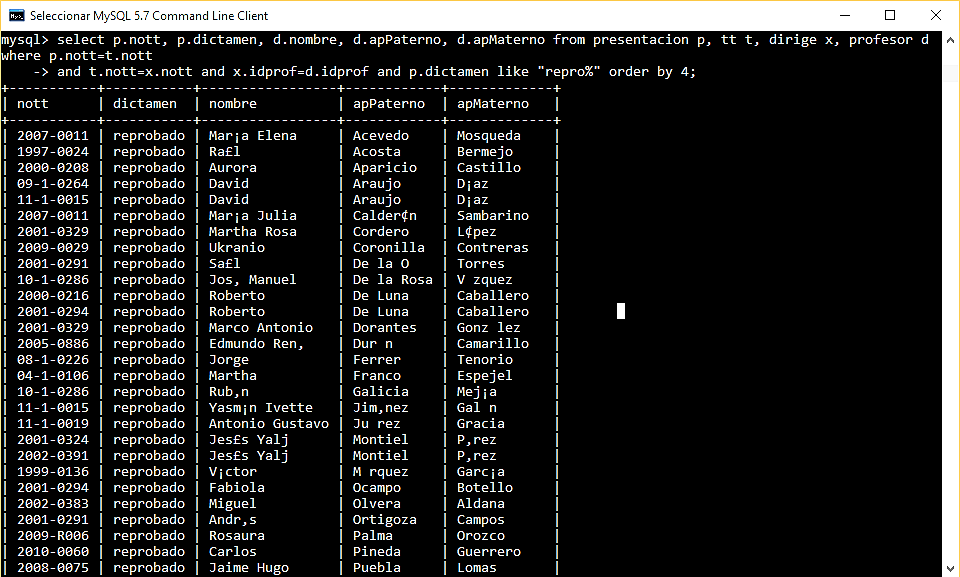 Seleccionar MySQL 5.7 Command Line Client
mysql> select p.nott, p.dictamen, d.nombre, d.apPaterno, d.apMaterno from presentacion p, tt t, dirige x, profesor d
where p.nott=t.nott
    -> and t.nott=x.nott and x.idprof=d.idprof and p.dictamen like "repro%" order by 4;
+-----------+-----------+-----------------+------------+-------------+
| nott      | dictamen  | nombre          | apPaterno  | apMaterno   |
+-----------+-----------+-----------------+------------+-------------+
| 2007-0011 | reprobado | Mar¡a Elena     | Acevedo    | Mosqueda    |
| 1997-0024 | reprobado | Ra£l            | Acosta     | Bermejo     |
| 2000-0208 | reprobado | Aurora          | Aparicio   | Castillo    |
| 09-1-0264 | reprobado | David           | Araujo     | D¡az        |
| 11-1-0015 | reprobado | David           | Araujo     | D¡az        |
| 2007-0011 | reprobado | Mar¡a Julia     | Calder¢n   | Sambarino   |
| 2001-0329 | reprobado | Martha Rosa     | Cordero    | L¢pez       |
| 2009-0029 | reprobado | Ukranio         | Coronilla  | Contreras   |
| 2001-0291 | reprobado | Sa£l            | De la O    | Torres      |
| 10-1-0286 | reprobado | Jos, Manuel     | De la Rosa | V zquez     |
| 2000-0216 | reprobado | Roberto         | De Luna    | Caballero   |
| 2001-0294 | reprobado | Roberto         | De Luna    | Caballero   |
| 2001-0329 | reprobado | Marco Antonio   | Dorantes   | Gonz lez    |
| 2005-0886 | reprobado | Edmundo Ren,    | Dur n      | Camarillo   |
| 08-1-0226 | reprobado | Jorge           | Ferrer     | Tenorio     |
| 04-1-0106 | reprobado | Martha          | Franco     | Espejel     |
| 10-1-0286 | reprobado | Rub,n           | Galicia    | Mej¡a       |
| 11-1-0015 | reprobado | Yasm¡n Ivette   | Jim,nez    | Gal n       |
| 11-1-0019 | reprobado | Antonio Gustavo | Ju rez     | Gracia      |
| 2001-0324 | reprobado | Jes£s Yalj      | Montiel    | P,rez       |
| 2002-0391 | reprobado | Jes£s Yalj      | Montiel    | P,rez       |
| 1999-0136 | reprobado | V¡ctor          | M rquez    | Garc¡a      |
| 2001-0294 | reprobado | Fabiola         | Ocampo     | Botello     |
| 2002-0383 | reprobado | Miguel          | Olvera     | Aldana      |
| 2001-0291 | reprobado | Andr,s          | Ortigoza   | Campos      |
| 2009-R006 | reprobado | Rosaura         | Palma      | Orozco      |
| 2010-0060 | reprobado | Carlos          | Pineda     | Guerrero    |
| 2008-0075 | reprobado | Jaime Hugo      | Puebla     | Lomas       |